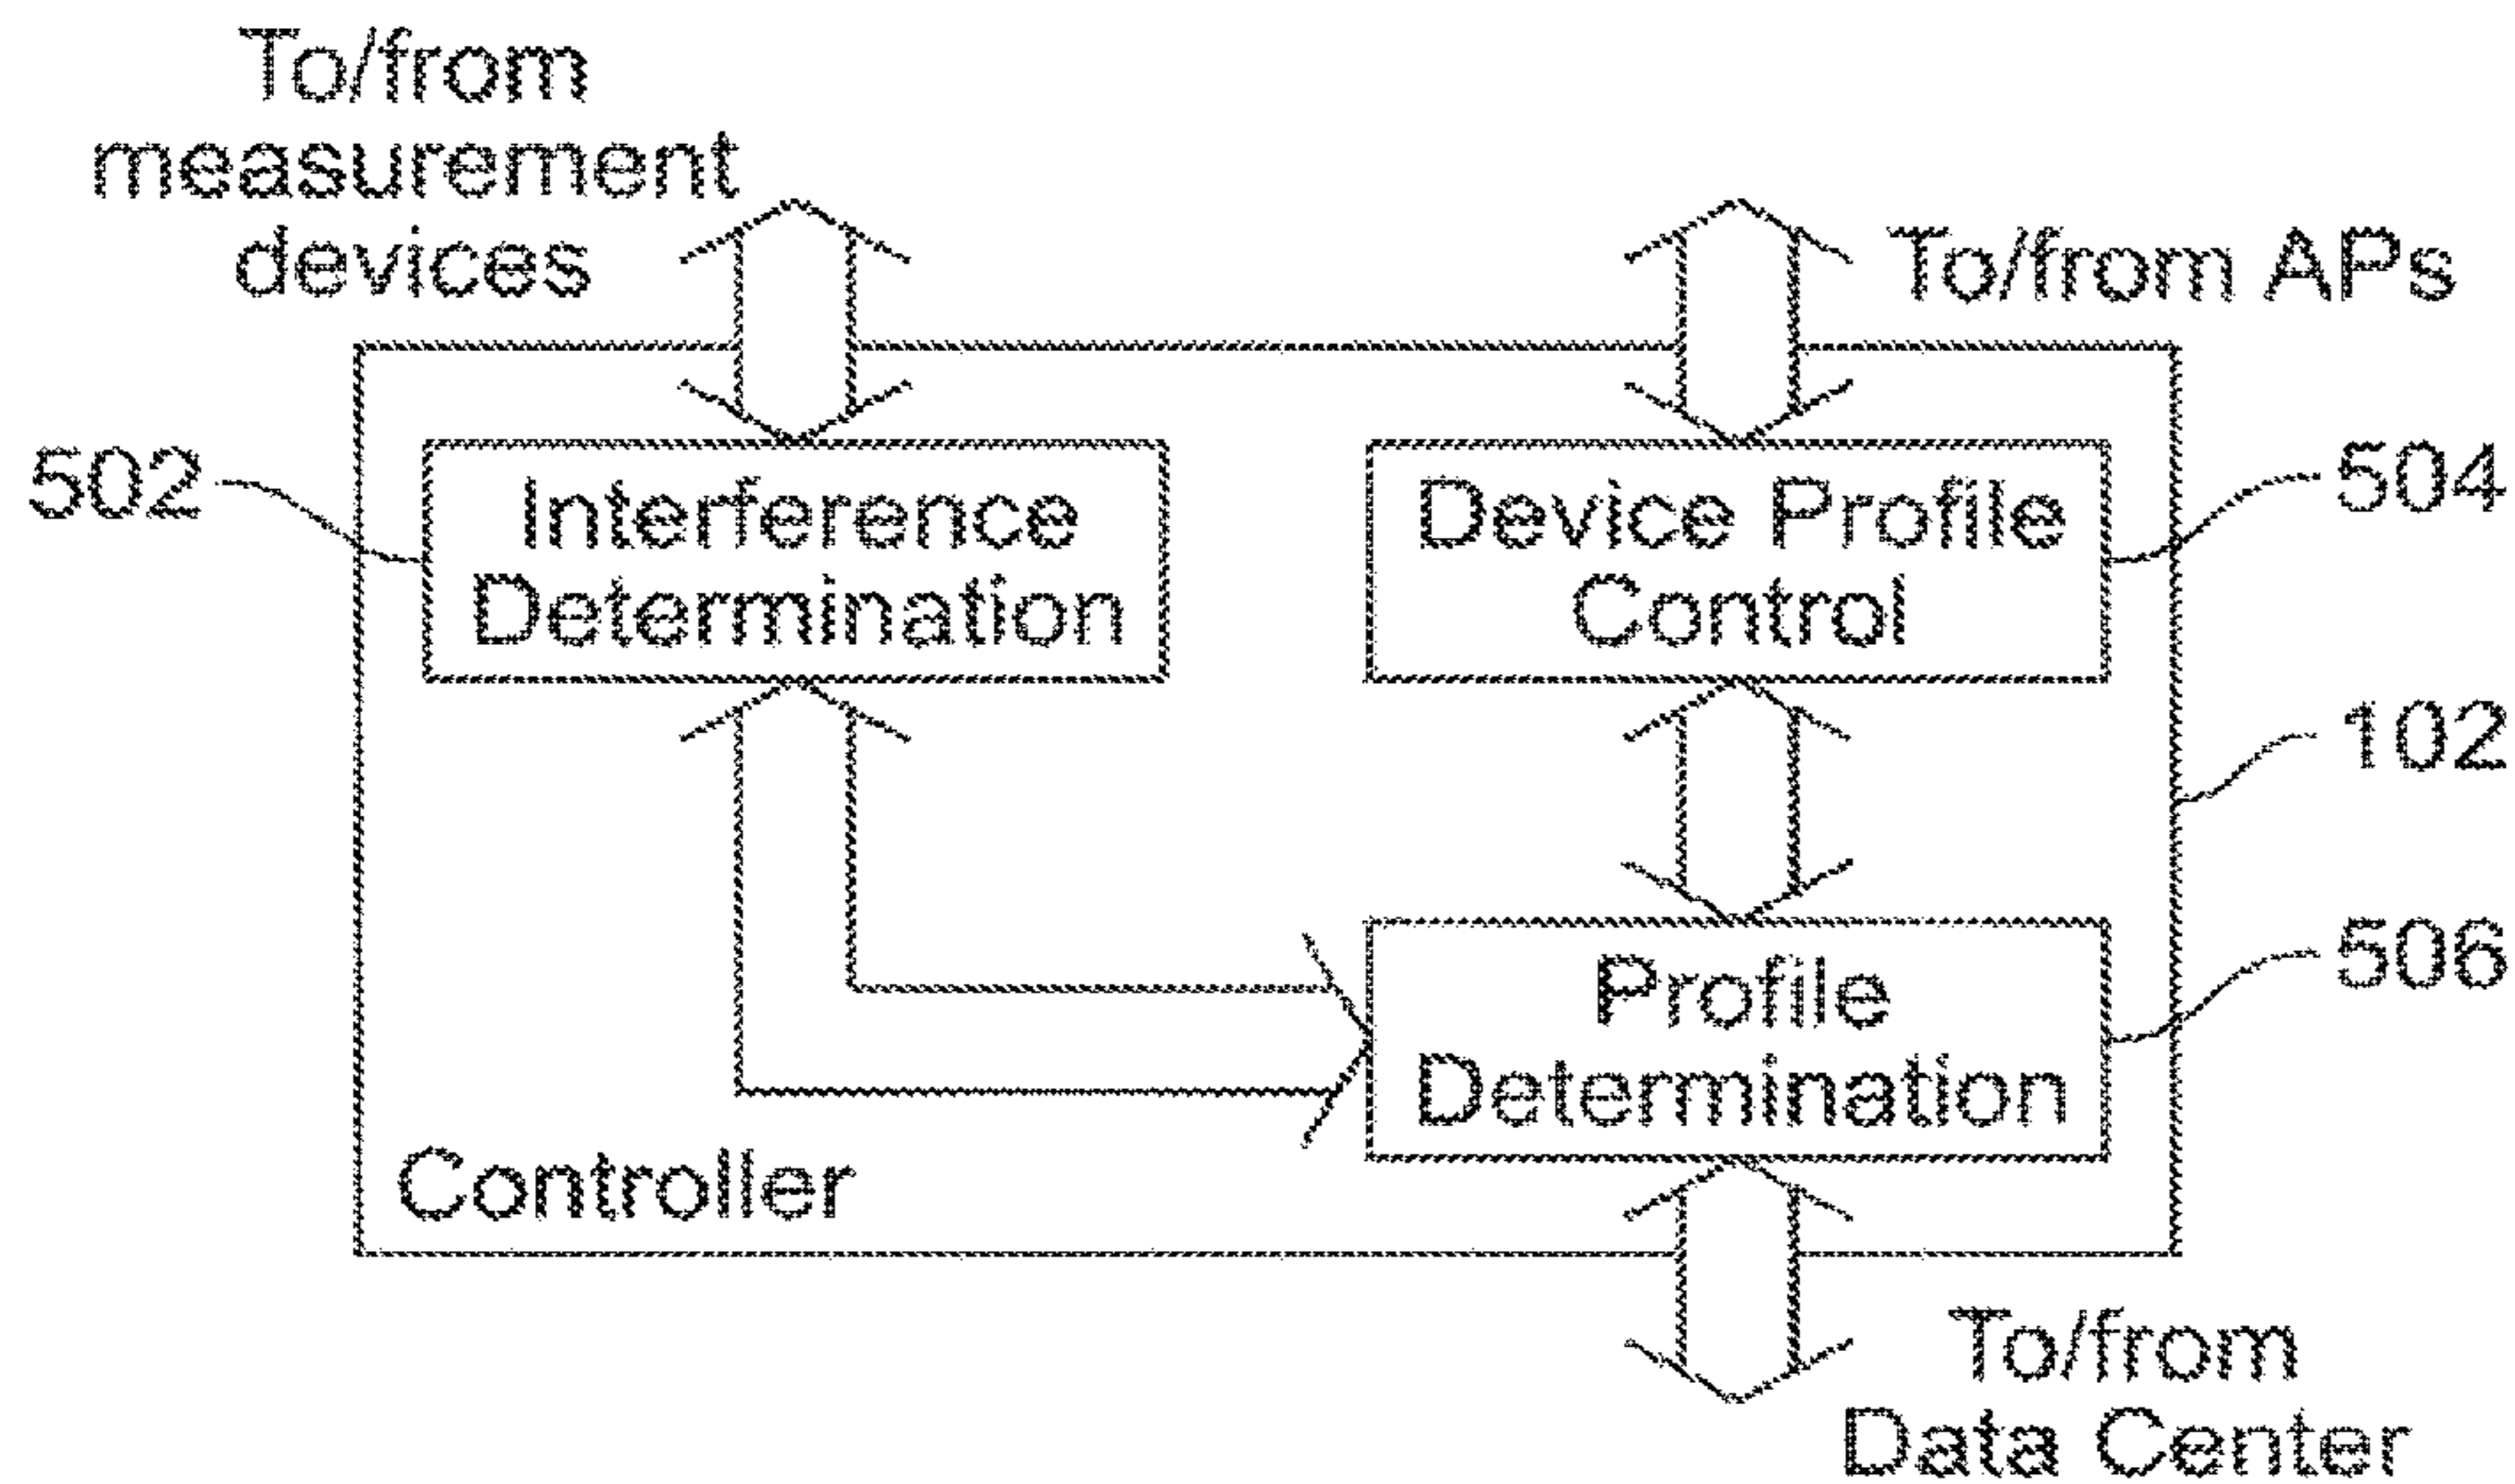 To/from
measurement
devices
To/from APs
502
Interference
Determination
Device Profile
Control
504
102
Profile
Determination
506
Controller
To/from
Data Center